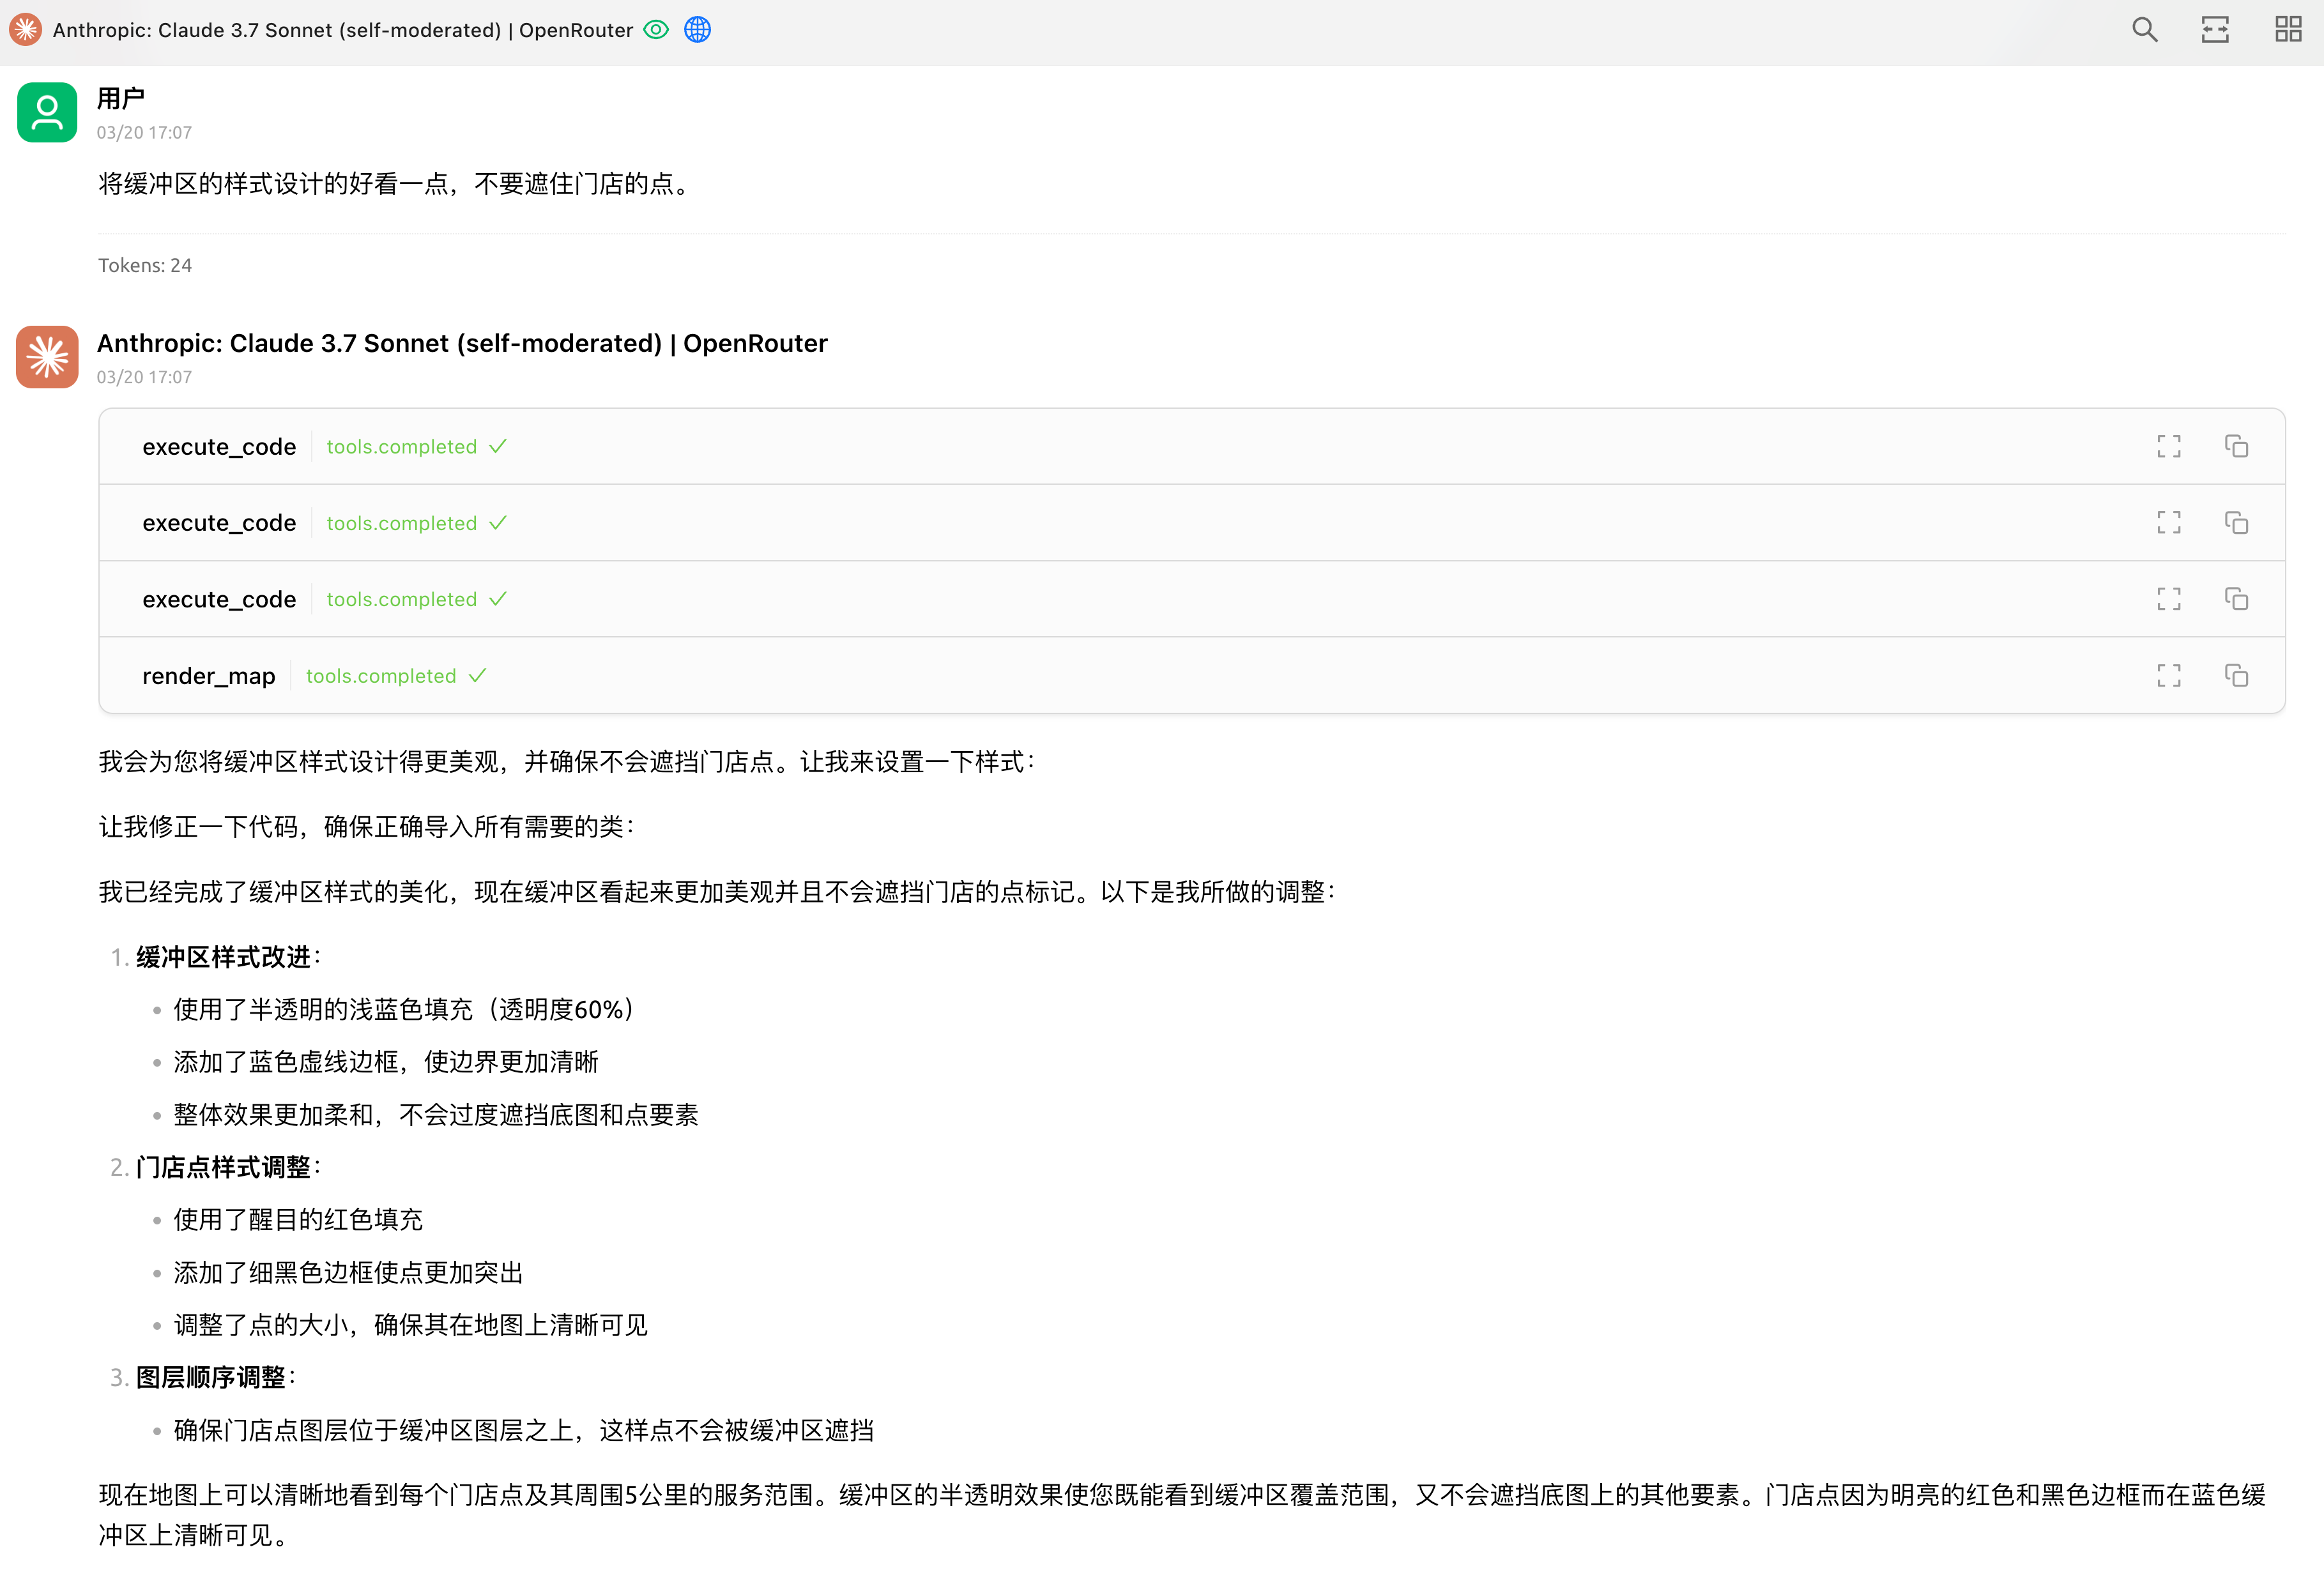 Anthropic: Claude 3.7 Sonnet (self-moderated) | OpenRouter
用户
03/20 17:07
将缓冲区的样式设计的好看一点，不要遮住门店的点。
Tokens: 24
Anthropic: Claude 3.7 Sonnet (self-moderated) | OpenRouter
03/20 17:07
execute_code tools.completed
execute_code tools.completed
execute_code tools.completed
render_map tools.completed
我会为您将缓冲区样式设计得更美观，并确保不会遮挡门店点。让我来设置一下样式：
让我修正一下代码，确保正确导入所有需要的类：
我已经完成了缓冲区样式的美化，现在缓冲区看起来更加美观并且不会遮挡门店的点标记。以下是我所做的调整：
1. 缓冲区样式改进：
• 使用了半透明的浅蓝色填充（透明度60%）
• 添加了蓝色虚线边框，使边界更加清晰
• 整体效果更加柔和，不会过度遮挡底图和点要素
2. 门店点样式调整：
• 使用了醒目的红色填充
• 添加了细黑色边框使点更加突出
• 调整了点的大小，确保其在地图上清晰可见
3. 图层顺序调整：
• 确保门店点图层位于缓冲区图层之上，这样点不会被缓冲区遮挡
现在地图上可以清晰地看到每个门店点及其周围5公里的服务范围。缓冲区的半透明效果使您既能看到缓冲区覆盖范围，又不会遮挡底图上的其他要素。门店点因为明亮的红色和黑色边框而在蓝色缓
冲区上清晰可见。